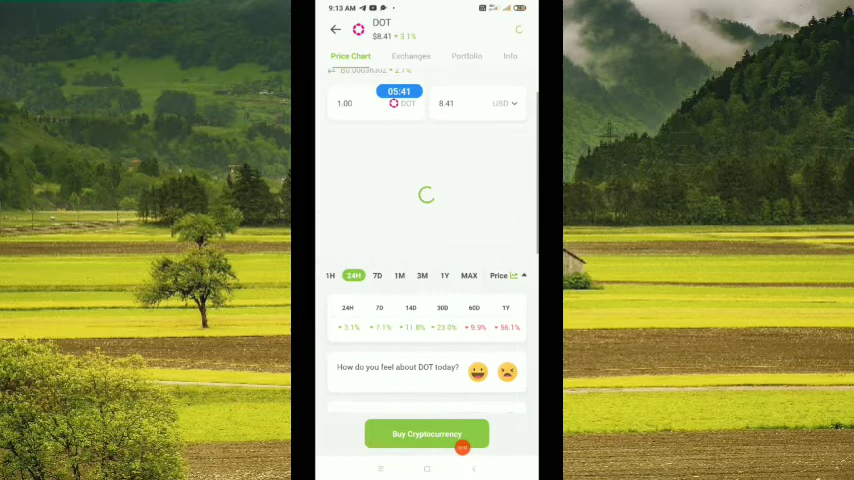 9:13 AM
DOT
$8.41 3.1%
Price Chart Exchanges Portfolio Info
2.7%
05:41
1.00 DOT 8.41 USD
1H 24H 7D 1M 3M 1Y MAX Price
24H 7D 14D 30D 60D 1Y
3.1% 7.1% 11.8% 23.0% 9.9% 56.1%
How do you feel about DOT today?
Buy Cryptocurrency